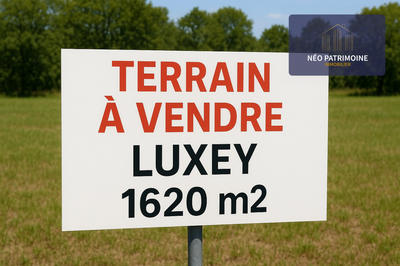 NÉO PATRIMOINE
IMMOBILIER
TERRAIN
À VENDRE
LUXEY
1620 m2